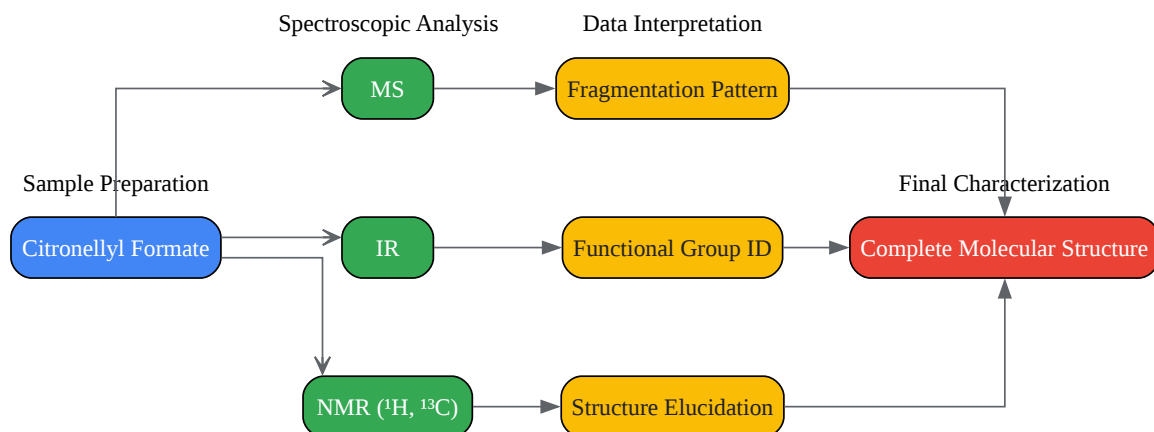 Spectroscopic Analysis
Data Interpretation
MS
Fragmentation Pattern
Sample Preparation
Final Characterization
Citronellyl Formate
IR
Functional Group ID
Complete Molecular Structure
NMR (¹H, ¹³C)
Structure Elucidation